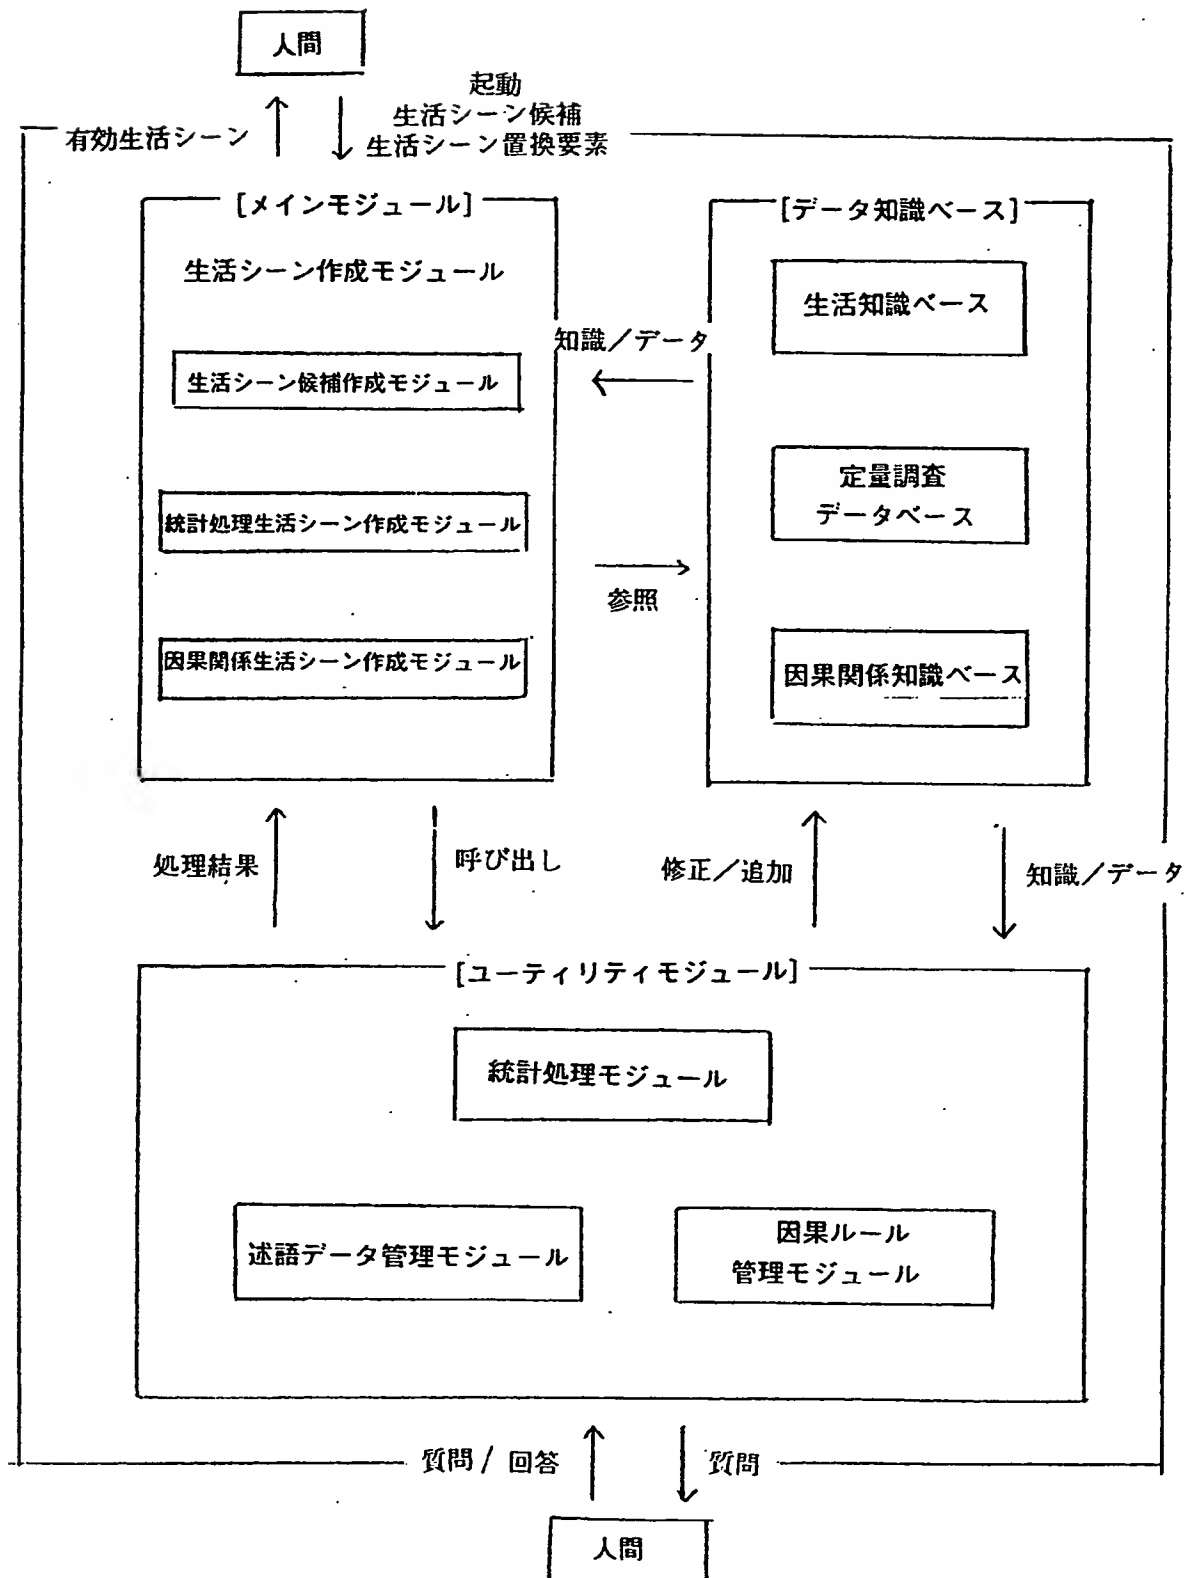 人間
起動
生活シーン候補
有効生活シーン
生活シーン置換要素
[メインモジュール]
生活シーン作成モジュール
生活シーン候補作成モジュール
統計処理生活シーン作成モジュール
因果関係生活シーン作成モジュール
知識／データ
参照
[データ知識ベース]
生活知識ベース
定量調査
データベース
因果関係知識ベース
処理結果
呼び出し
修正／追加
知識／データ
[ユーティリティモジュール]
統計処理モジュール
述語データ管理モジュール
因果ルール
管理モジュール
質問 / 回答
質問
人間